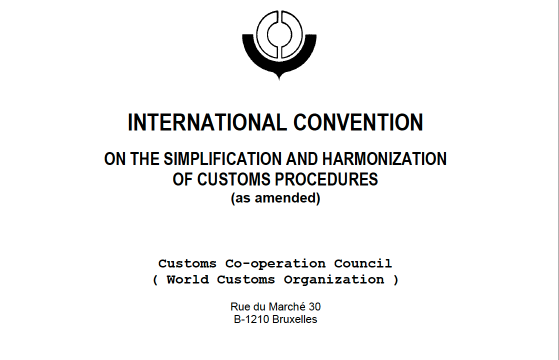 INTERNATIONAL CONVENTION
ON THE SIMPLIFICATION AND HARMONIZATION
OF CUSTOMS PROCEDURES
(as amended)
Customs Co-operation Council
( World Customs Organization )
Rue du Marché 30
B-1210 Bruxelles